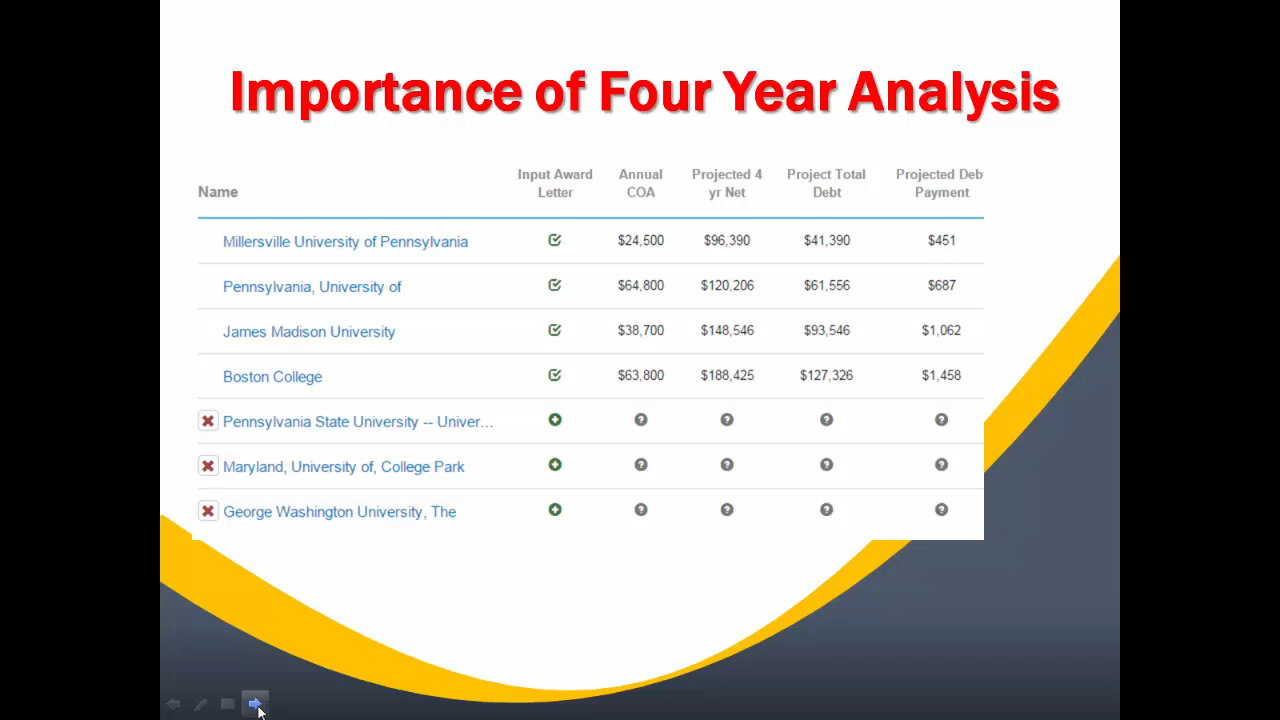 Importance of Four Year Analysis
Name Input Award Letter Annual COA Projected 4 yr Net Project Total Debt Projected Deb Payment
Millersville University of Pennsylvania $24,500 $96,390 $41,390 $451
Pennsylvania, University of $64,800 $120,206 $61,556 $687
James Madison University $38,700 $148,546 $93,546 $1,062
Boston College $63,800 $188,425 $127,326 $1,458
Pennsylvania State University -- Univer...
Maryland, University of, College Park
George Washington University, The